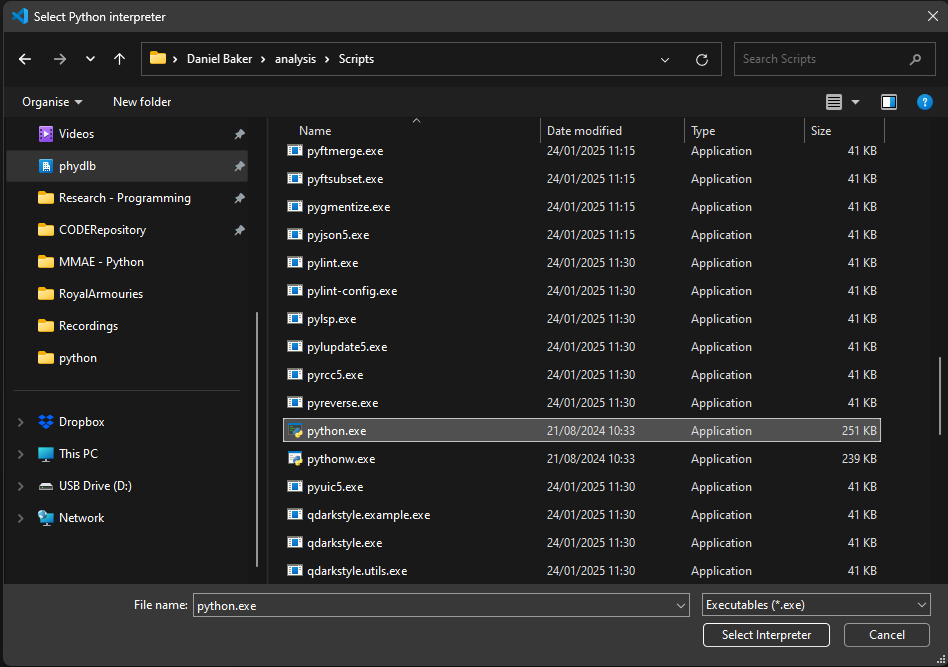 Select Python interpreter
Daniel Baker analysis Scripts Search Scripts
Organise New folder
Videos
phydlb
Research - Programming
CODERepository
MMAE - Python
RoyalArmouries
Recordings
python
Dropbox
This PC
USB Drive (D:)
Network
Name Date modified Type Size
pyftmerge.exe 24/01/2025 11:15 Application 41 KB
pyftsubset.exe 24/01/2025 11:15 Application 41 KB
pygmentize.exe 24/01/2025 11:15 Application 41 KB
pyjson5.exe 24/01/2025 11:15 Application 41 KB
pylint.exe 24/01/2025 11:30 Application 41 KB
pylint-config.exe 24/01/2025 11:30 Application 41 KB
pylsp.exe 24/01/2025 11:30 Application 41 KB
pylupdate5.exe 24/01/2025 11:30 Application 41 KB
pyrcc5.exe 24/01/2025 11:30 Application 41 KB
pyreverse.exe 24/01/2025 11:30 Application 41 KB
python.exe 21/08/2024 10:33 Application 251 KB
pythonw.exe 21/08/2024 10:33 Application 239 KB
pyuic5.exe 24/01/2025 11:30 Application 41 KB
qdarkstyle.example.exe 24/01/2025 11:30 Application 41 KB
qdarkstyle.exe 24/01/2025 11:30 Application 41 KB
qdarkstyle.utils.exe 24/01/2025 11:30 Application 41 KB
File name: python.exe Executables (*.exe)
Select Interpreter Cancel